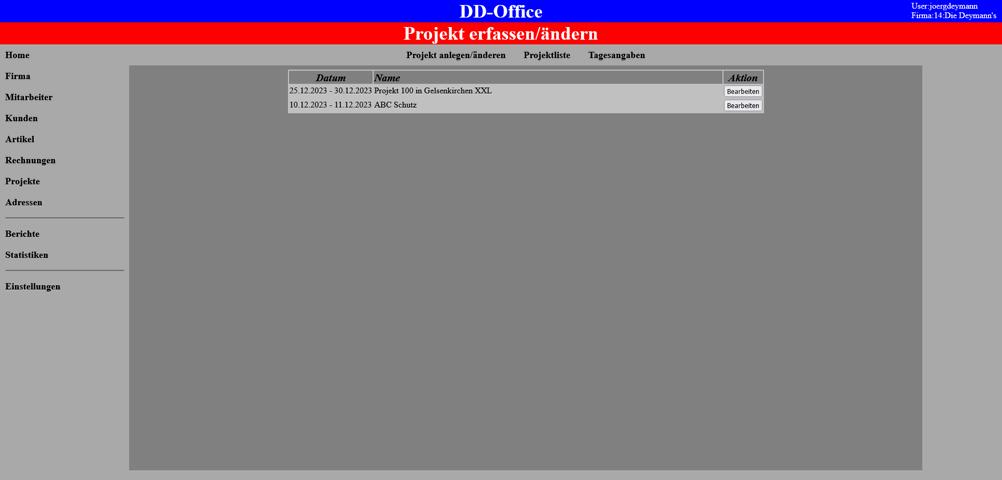 DD-Office
User:joergdeymann
Firma:14:Die Deymann's
Projekt erfassen/ändern
Home
Projekt anlegen/änderen Projektliste Tagesangaben
Firma
Mitarbeiter
Kunden
Artikel
Rechnungen
Projekte
Adressen
Berichte
Statistiken
Einstellungen
Datum Name Aktion
25.12.2023 - 30.12.2023 Projekt 100 in Gelsenkirchen XXL Bearbeiten
10.12.2023 - 11.12.2023 ABC Schutz Bearbeiten